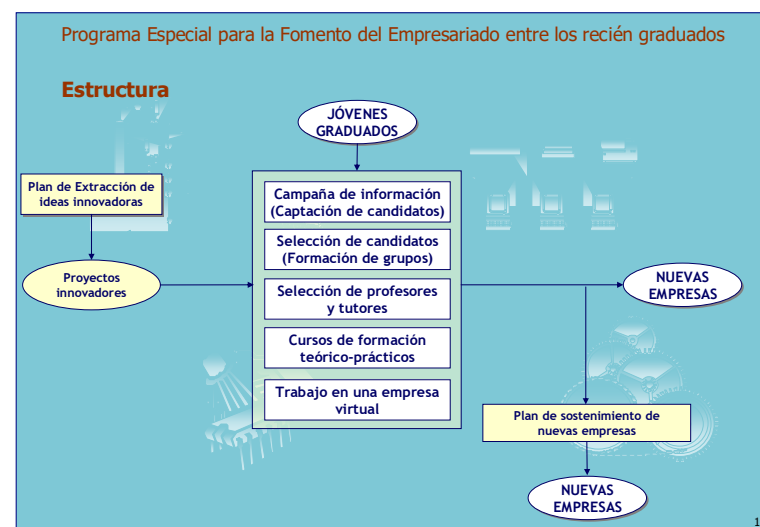 Programa Especial para la Fomento del Empresariado entre los recién graduados
Estructura
JÓVENES
GRADUADOS
Plan de Extracción de
ideas innovadoras
Proyectos
innovadores
Campaña de información
(Captación de candidatos)
Selección de candidatos
(Formación de grupos)
Selección de profesores
y tutores
Cursos de formación
teórico-prácticos
Trabajo en una empresa
virtual
NUEVAS
EMPRESAS
Plan de sostenimiento de
nuevas empresas
NUEVAS
EMPRESAS
1